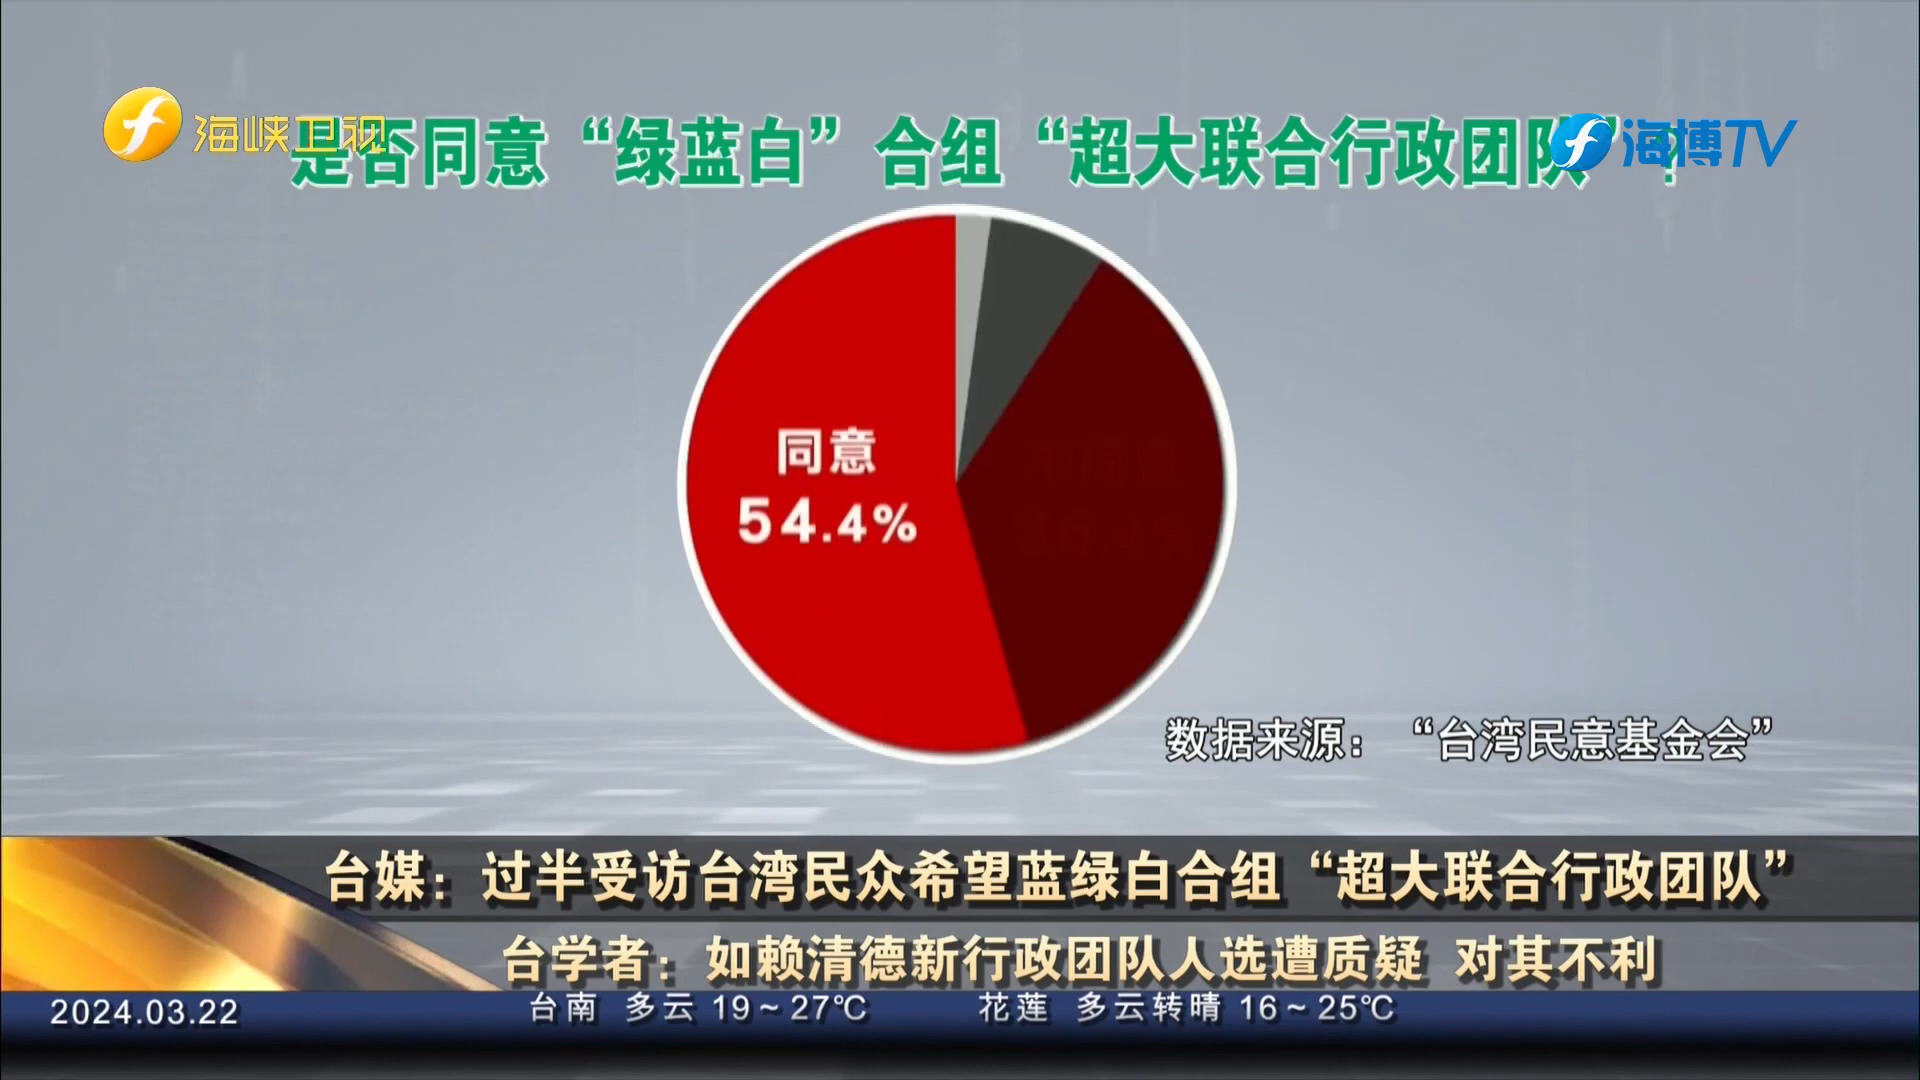 海峡卫视
海博TV
是否同意“绿蓝白”合组“超大联合行政团队”？
同意
54.4%
数据来源：“台湾民意基金会”
台媒：过半受访台湾民众希望蓝绿白合组“超大联合行政团队”
台学者：如赖清德新行政团队人选遭质疑 对其不利
2024.03.22
台南 多云 19～27℃ 花莲 多云转晴 16～25℃